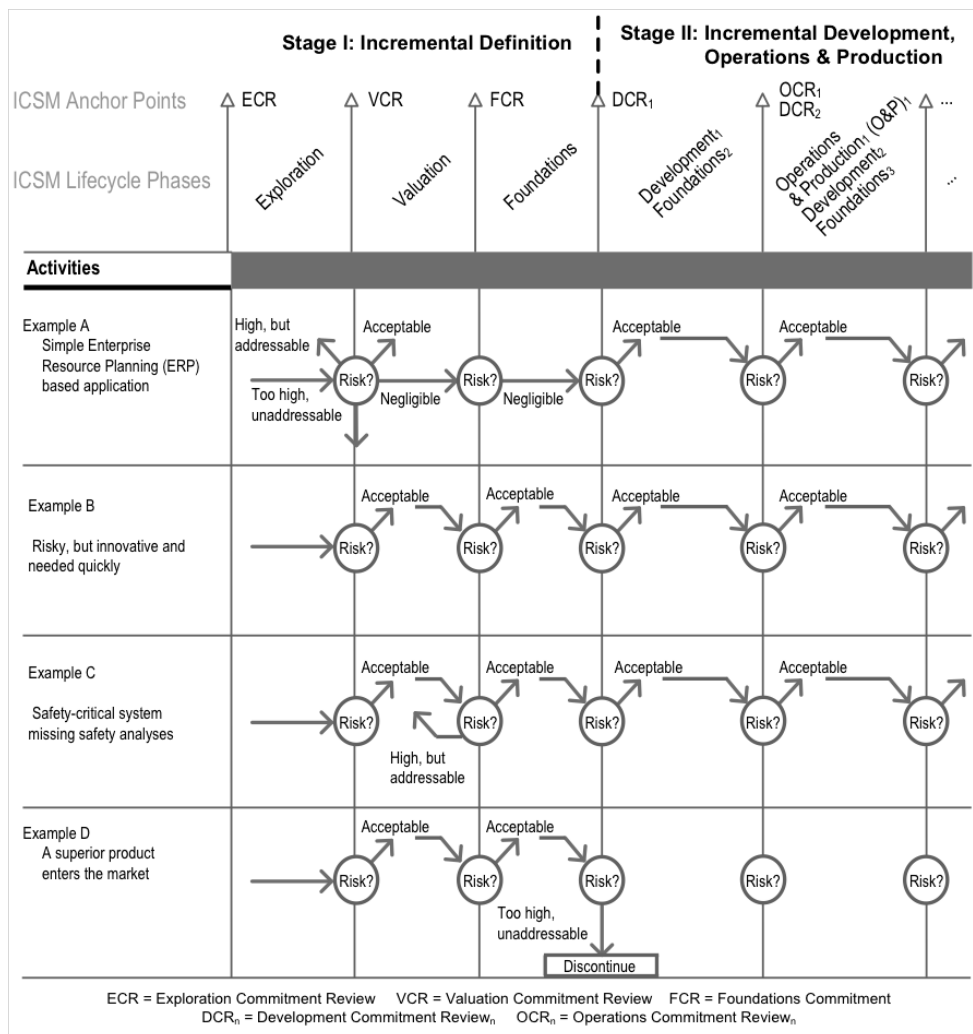 Stage I: Incremental Definition
Stage II: Incremental Development,
Operations & Production
ICSM Anchor Points
ECR
VCR
FCR
DCR₁
OCR₁
DCR₂
...
ICSM Lifecycle Phases
Exploration
Valuation
Foundations
Development₁
Foundations₂
Operations
& Production₁ (O&P)₁
Development₂
Foundations₃
...
Activities
Example A
Simple Enterprise
Resource Planning (ERP)
based application
High, but
addressable
Acceptable
Too high,
unaddressable
Risk?
Negligible
Risk?
Negligible
Risk?
Acceptable
Risk?
Acceptable
Risk?
Example B
Risky, but innovative and
needed quickly
Risk?
Acceptable
Risk?
Acceptable
Risk?
Acceptable
Risk?
Acceptable
Risk?
Example C
Safety-critical system
missing safety analyses
Risk?
Acceptable
High, but
addressable
Risk?
Acceptable
Risk?
Acceptable
Risk?
Acceptable
Risk?
Example D
A superior product
enters the market
Risk?
Acceptable
Risk?
Acceptable
Risk?
Too high,
unaddressable
Discontinue
Risk?
Risk?
ECR = Exploration Commitment Review VCR = Valuation Commitment Review FCR = Foundations Commitment
DCRₙ = Development Commitment Reviewₙ OCRₙ = Operations Commitment Reviewₙ